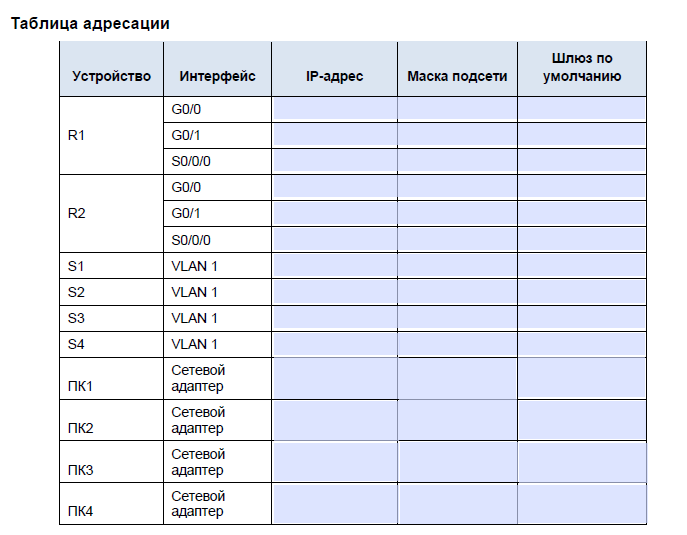 Таблица адресации
Устройство Интерфейс IP-адрес Маска подсети Шлюз по умолчанию
R1 G0/0
G0/1
S0/0/0
R2 G0/0
G0/1
S0/0/0
S1 VLAN 1
S2 VLAN 1
S3 VLAN 1
S4 VLAN 1
ПК1 Сетевой адаптер
ПК2 Сетевой адаптер
ПК3 Сетевой адаптер
ПК4 Сетевой адаптер